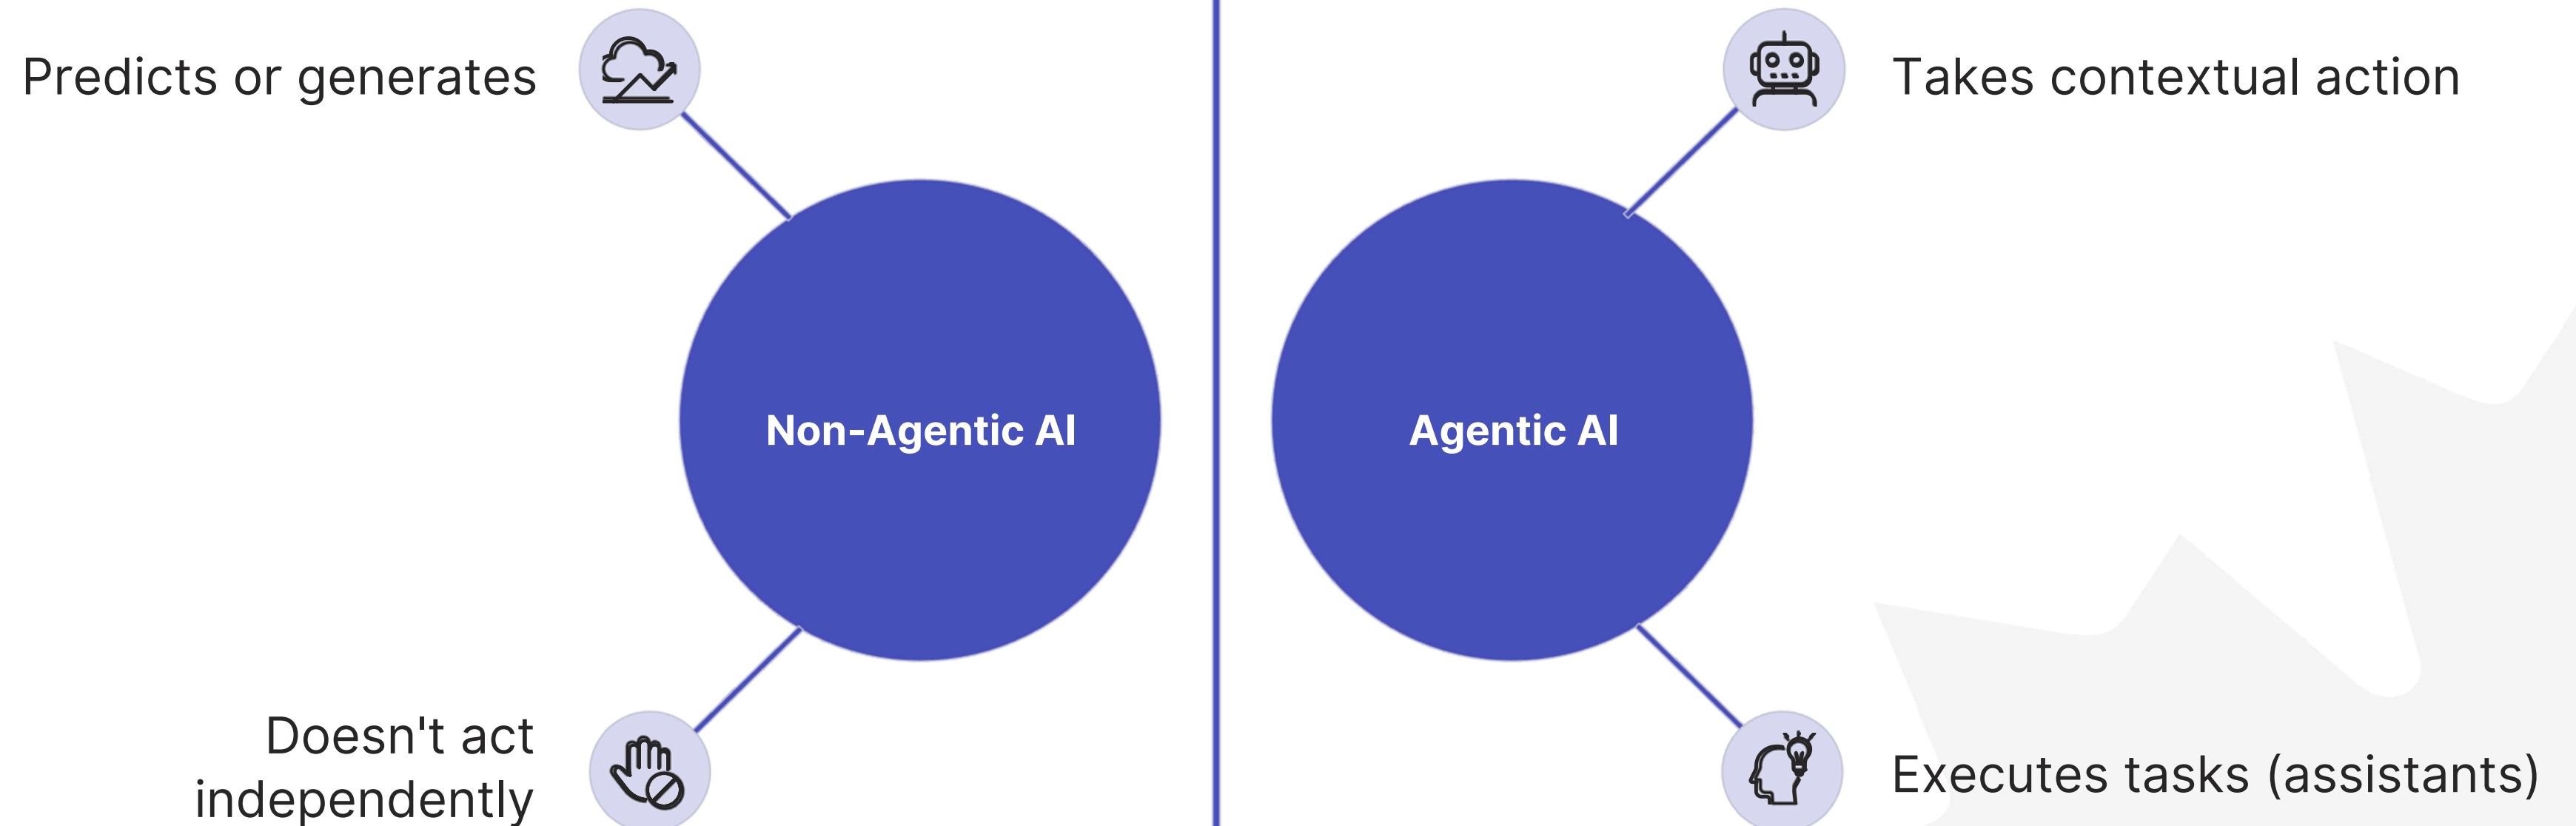 Predicts or generates
Takes contextual action
Non-Agentic AI
Agentic AI
Doesn't act
independently
Executes tasks (assistants)